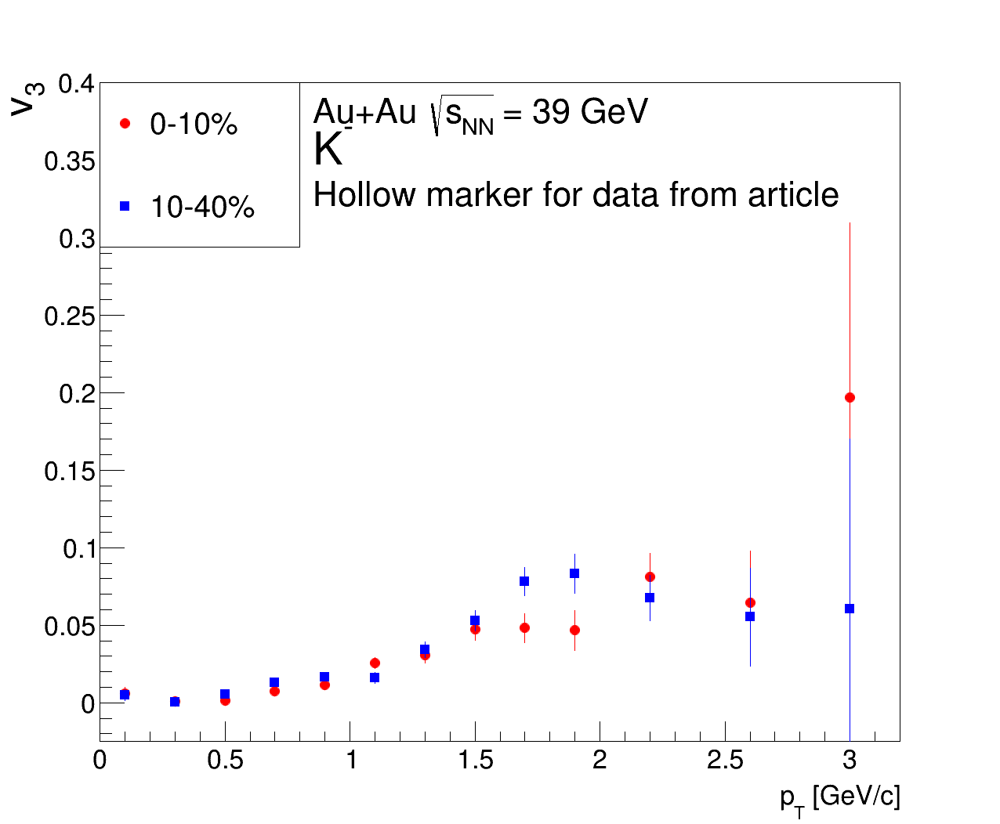 v3
0.4
0.35
0.3
0.25
0.2
0.15
0.1
0.05
0
0-10%
10-40%
Au+Au √sNN = 39 GeV
K-
Hollow marker for data from article
0 0.5 1 1.5 2 2.5 3
pT [GeV/c]